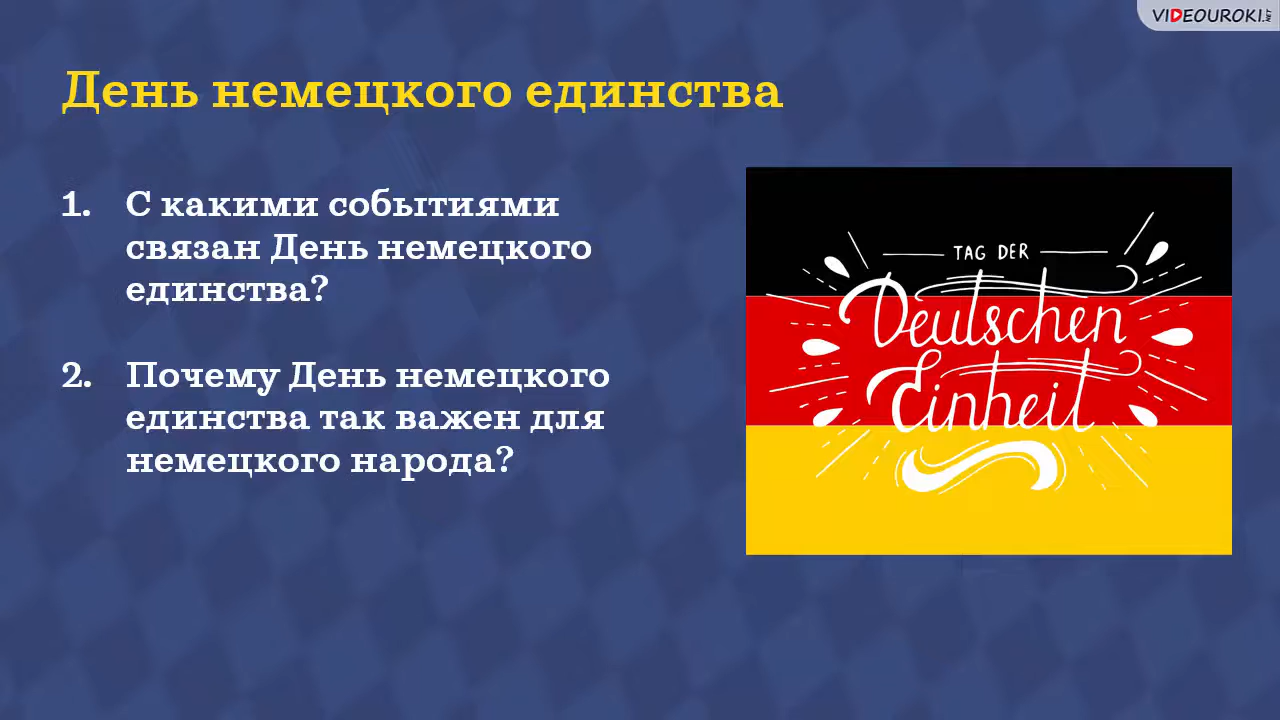 VIDEOUROKI.NET
День немецкого единства
1. С какими событиями
связан День немецкого
единства?
2. Почему День немецкого
единства так важен для
немецкого народа?
TAG DER
Deutschen
Einheit